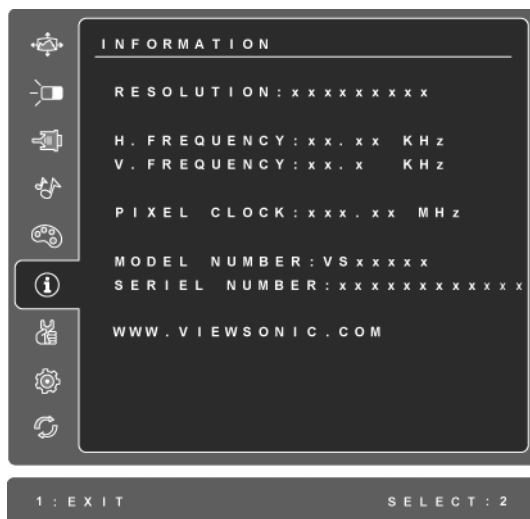 INFORMATION
RESOLUTION:xxxxxxxxx
H. FREQUENCY:xx.xx KHz
V. FREQUENCY:xx.x KHz
PIXEL CLOCK:xxx.xx MHz
MODEL NUMBER:VSxxxxx
SERIEL NUMBER:xxxxxxxxxxxx
WWW.VIEWSONIC.COM
1:EXIT SELECT:2